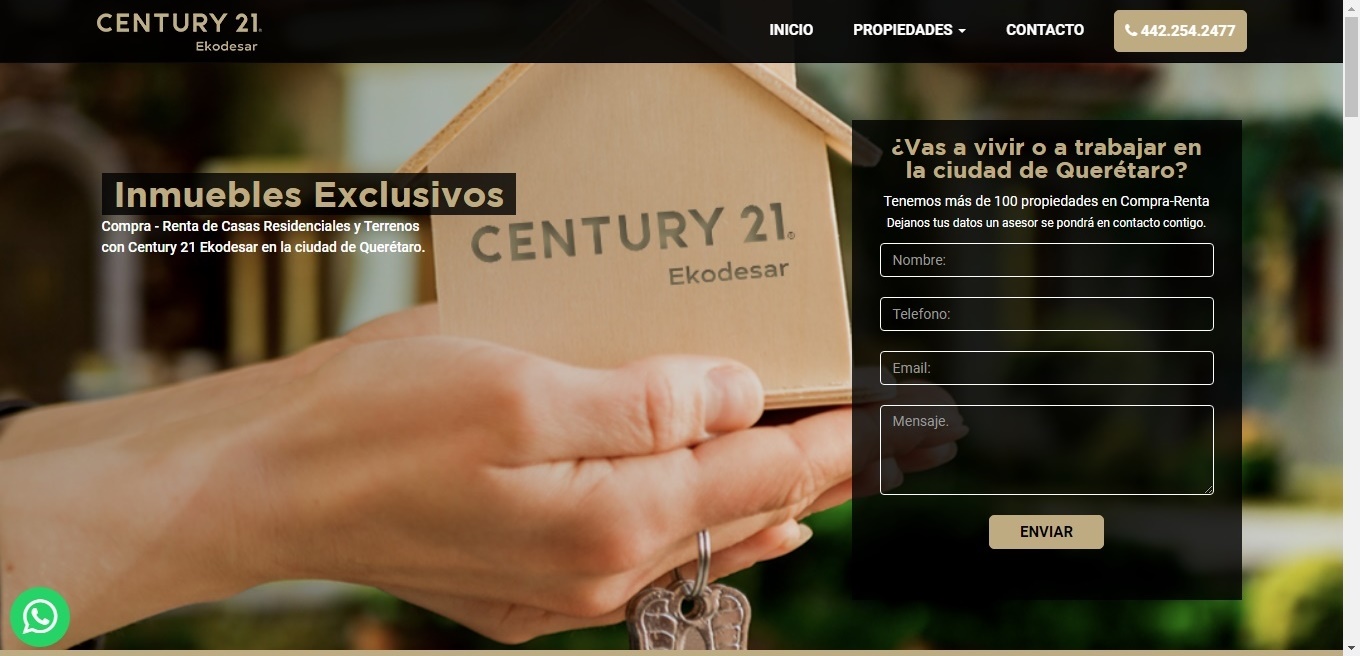 CENTURY 21
Ekodesar
INICIO
PROPIEDADES
CONTACTO
442.254.2477
Inmuebles Exclusivos
Compra - Renta de Casas Residenciales y Terrenos
con Century 21 Ekodesar en la ciudad de Querétaro.
CENTURY 21®
Ekodesar
¿Vas a vivir o a trabajar en
la ciudad de Querétaro?
Tenemos más de 100 propiedades en Compra-Renta
Dejanos tus datos un asesor se pondrá en contacto contigo.
Nombre:
Telefono:
Email:
Mensaje.
ENVIAR